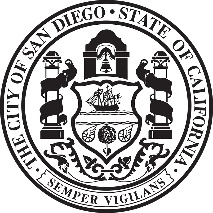 · THE CITY OF SAN DIEGO · STATE OF CALIFORNIA ·
SEMPER VIGILANS